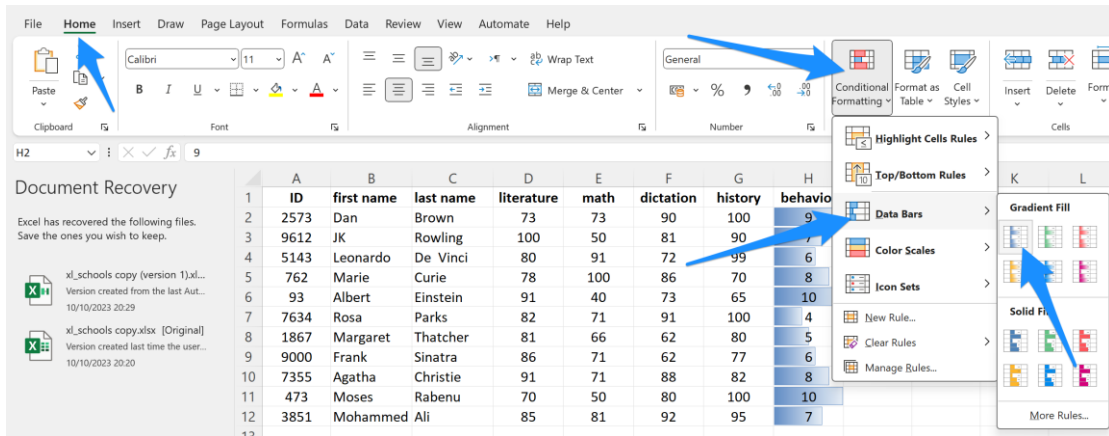 File Home Insert Draw Page Layout Formulas Data Review View Automate Help
Calibri 11 A^ Aˇ Wrap Text General
Paste B I U A Merge & Center % Conditional Formatting Format as Table Cell Styles Insert Delete
Clipboard Font Alignment Number Cells
H2 fx 9
Document Recovery
Excel has recovered the following files.
Save the ones you wish to keep.
xl_schools copy (version 1).xl...
Version created from the last Aut...
10/10/2023 20:29
xl_schools copy.xlsx [Original]
Version created last time the user...
10/10/2023 20:20
A B C D E F G H K L
1 ID first name last name literature math dictation history behavio
2 2573 Dan Brown 73 73 90 100 9
3 9612 JK Rowling 100 50 81 90 7
4 5143 Leonardo De Vinci 80 91 72 99 6
5 762 Marie Curie 78 100 86 70 8
6 93 Albert Einstein 91 40 73 65 10
7 7634 Rosa Parks 82 71 91 100 4
8 1867 Margaret Thatcher 81 66 62 80 5
9 9000 Frank Sinatra 86 71 62 77 6
10 7355 Agatha Christie 91 71 88 82 8
11 473 Moses Rabenu 70 50 80 100 10
12 3851 Mohammed Ali 85 81 92 95 7
Highlight Cells Rules
Top/Bottom Rules
Data Bars
Color Scales
Icon Sets
New Rule...
Clear Rules
Manage Rules...
Gradient Fill
Solid Fi
More Rules...